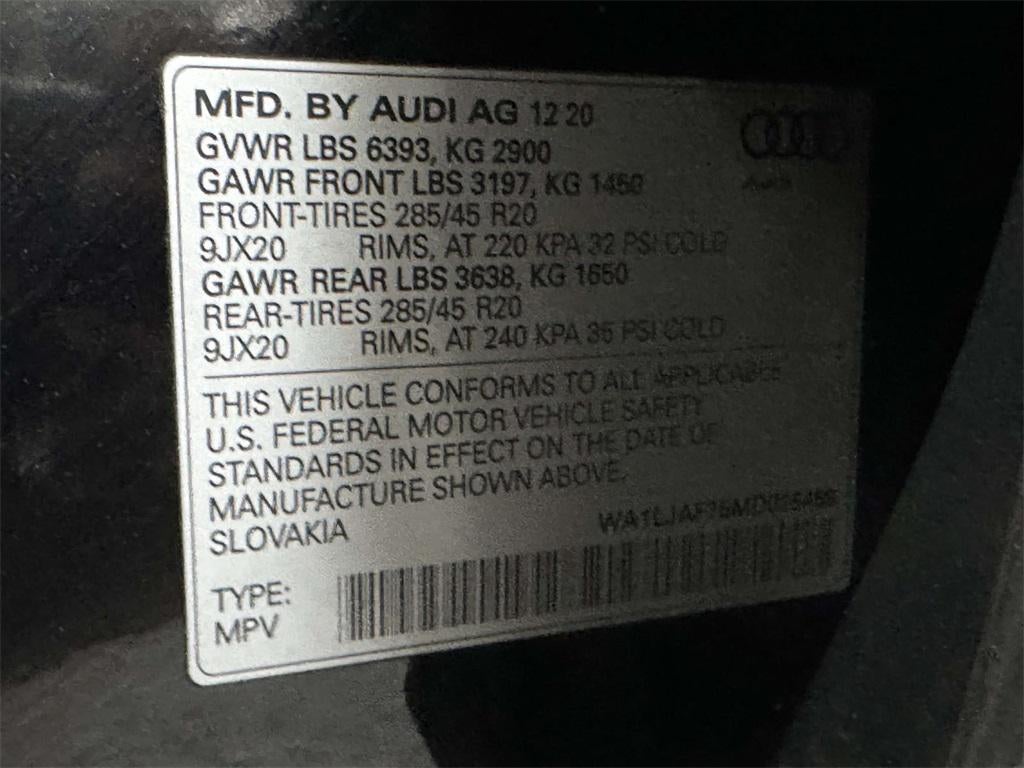 MFD. BY AUDI AG 12 20
GVWR LBS 6393, KG 2900
GAWR FRONT LBS 3197, KG 1450
FRONT-TIRES 285/45 R20
9JX20 RIMS, AT 220 KPA 32 PSI COLD
GAWR REAR LBS 3638, KG 1650
REAR-TIRES 285/45 R20
9JX20 RIMS, AT 240 KPA 35 PSI COLD
THIS VEHICLE CONFORMS TO ALL APPLICABLE
U.S. FEDERAL MOTOR VEHICLE SAFETY
STANDARDS IN EFFECT ON THE DATE OF
MANUFACTURE SHOWN ABOVE.
SLOVAKIA
TYPE:
MPV